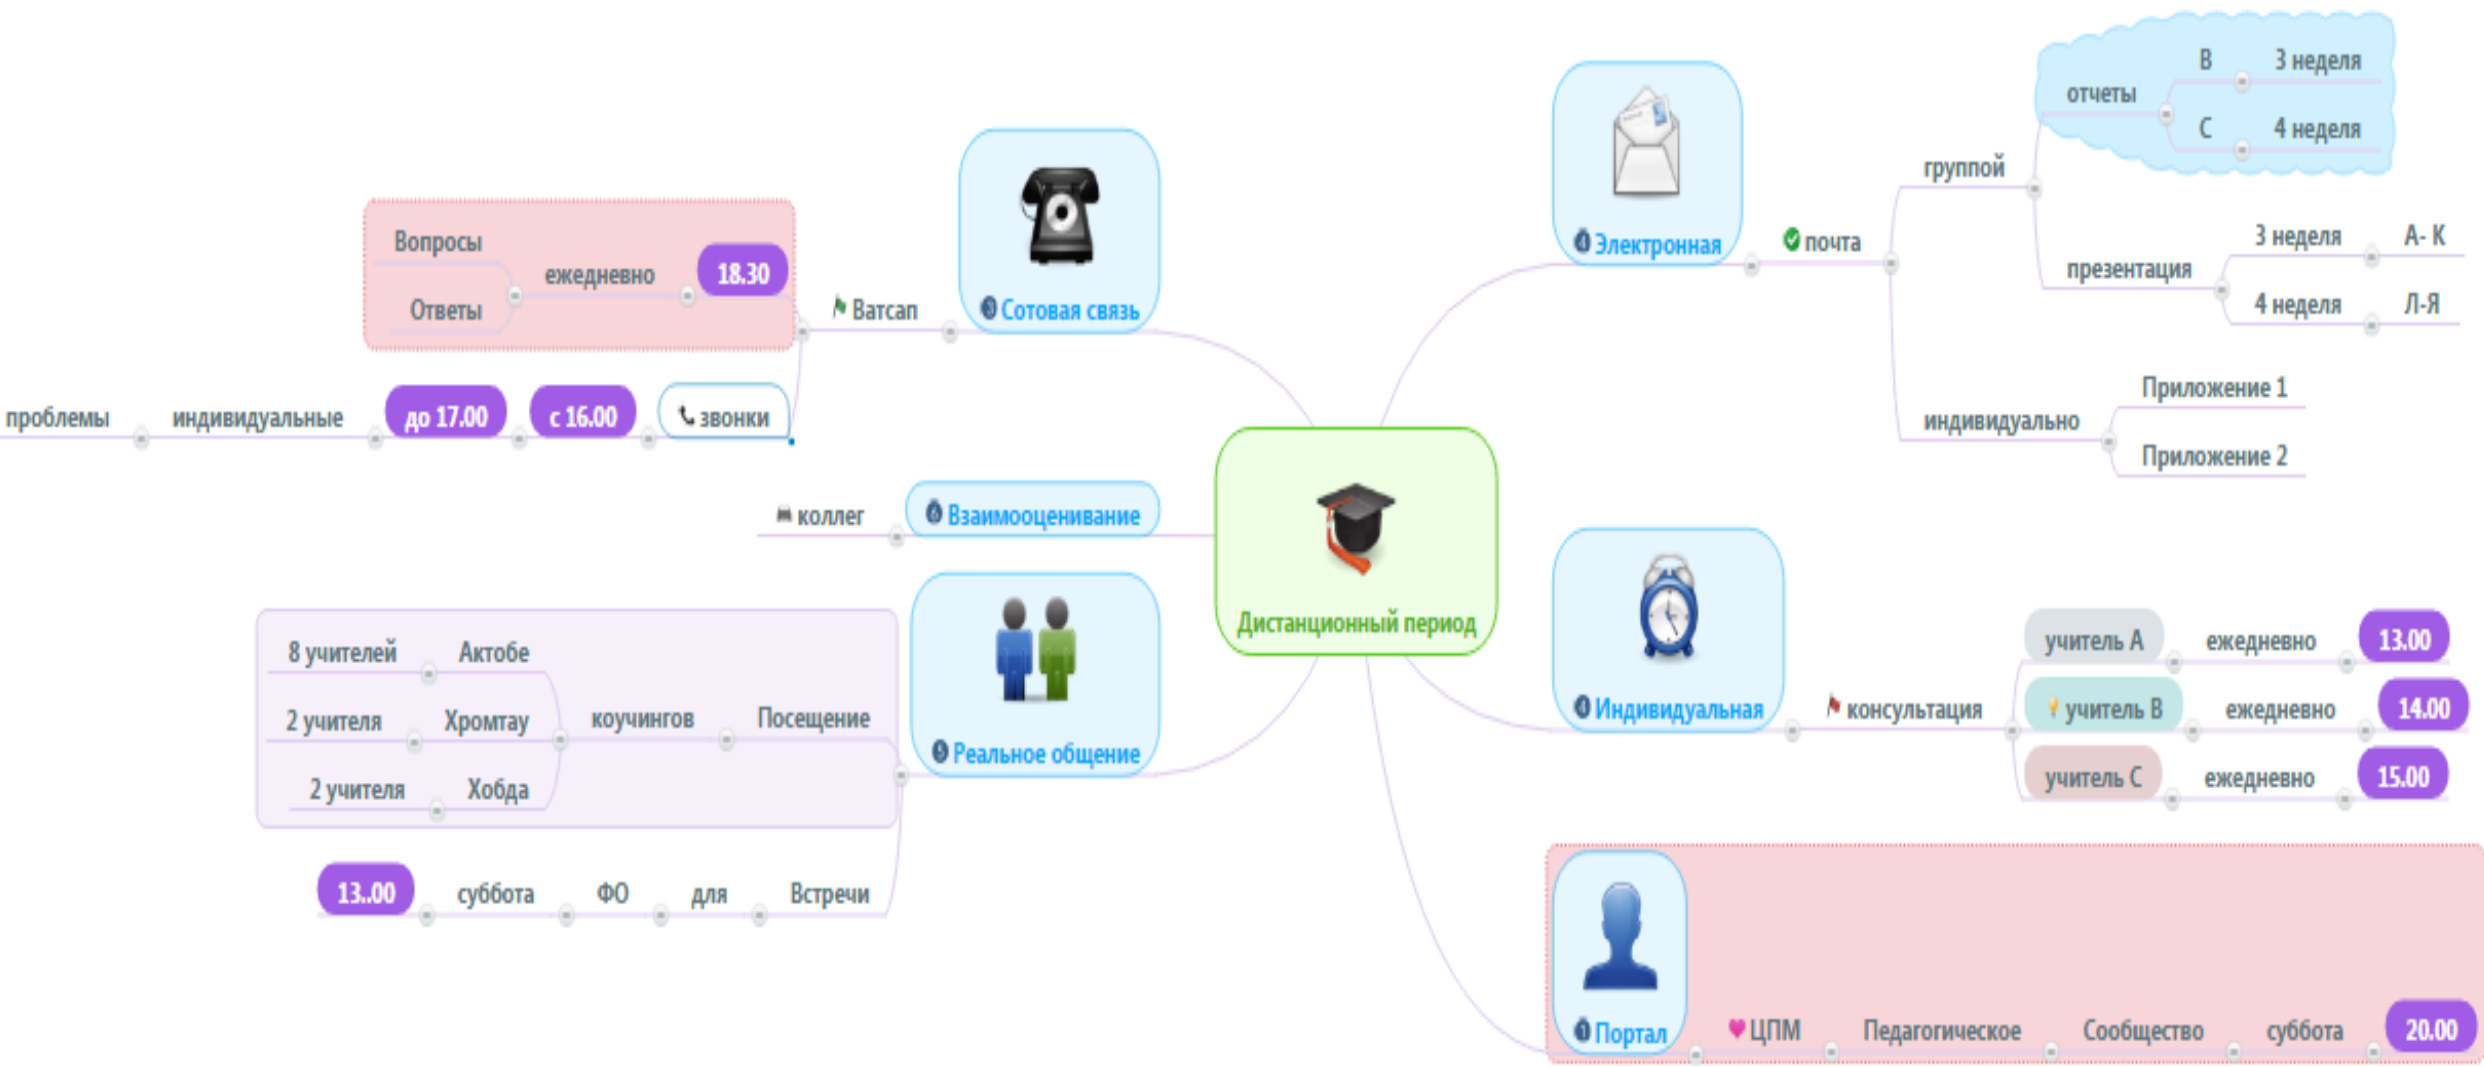 Дистанционный период
Электронная
почта
группой
отчеты
В
3 неделя
С
4 неделя
презентация
3 неделя
А- К
4 неделя
Л-Я
индивидуально
Приложение 1
Приложение 2
Индивидуальная
консультация
учитель А
ежедневно
13.00
учитель В
ежедневно
14.00
учитель С
ежедневно
15.00
Портал
ЦПМ
Педагогическое
Сообщество
суббота
20.00
Сотовая связь
Ватсап
18.30
ежедневно
Вопросы
Ответы
звонки
с 16.00
до 17.00
индивидуальные
проблемы
Взаимооценивание
коллег
Реальное общение
Посещение
коучингов
Актобе
8 учителей
Хромтау
2 учителя
Хобда
2 учителя
Встречи
для
ФО
суббота
13..00